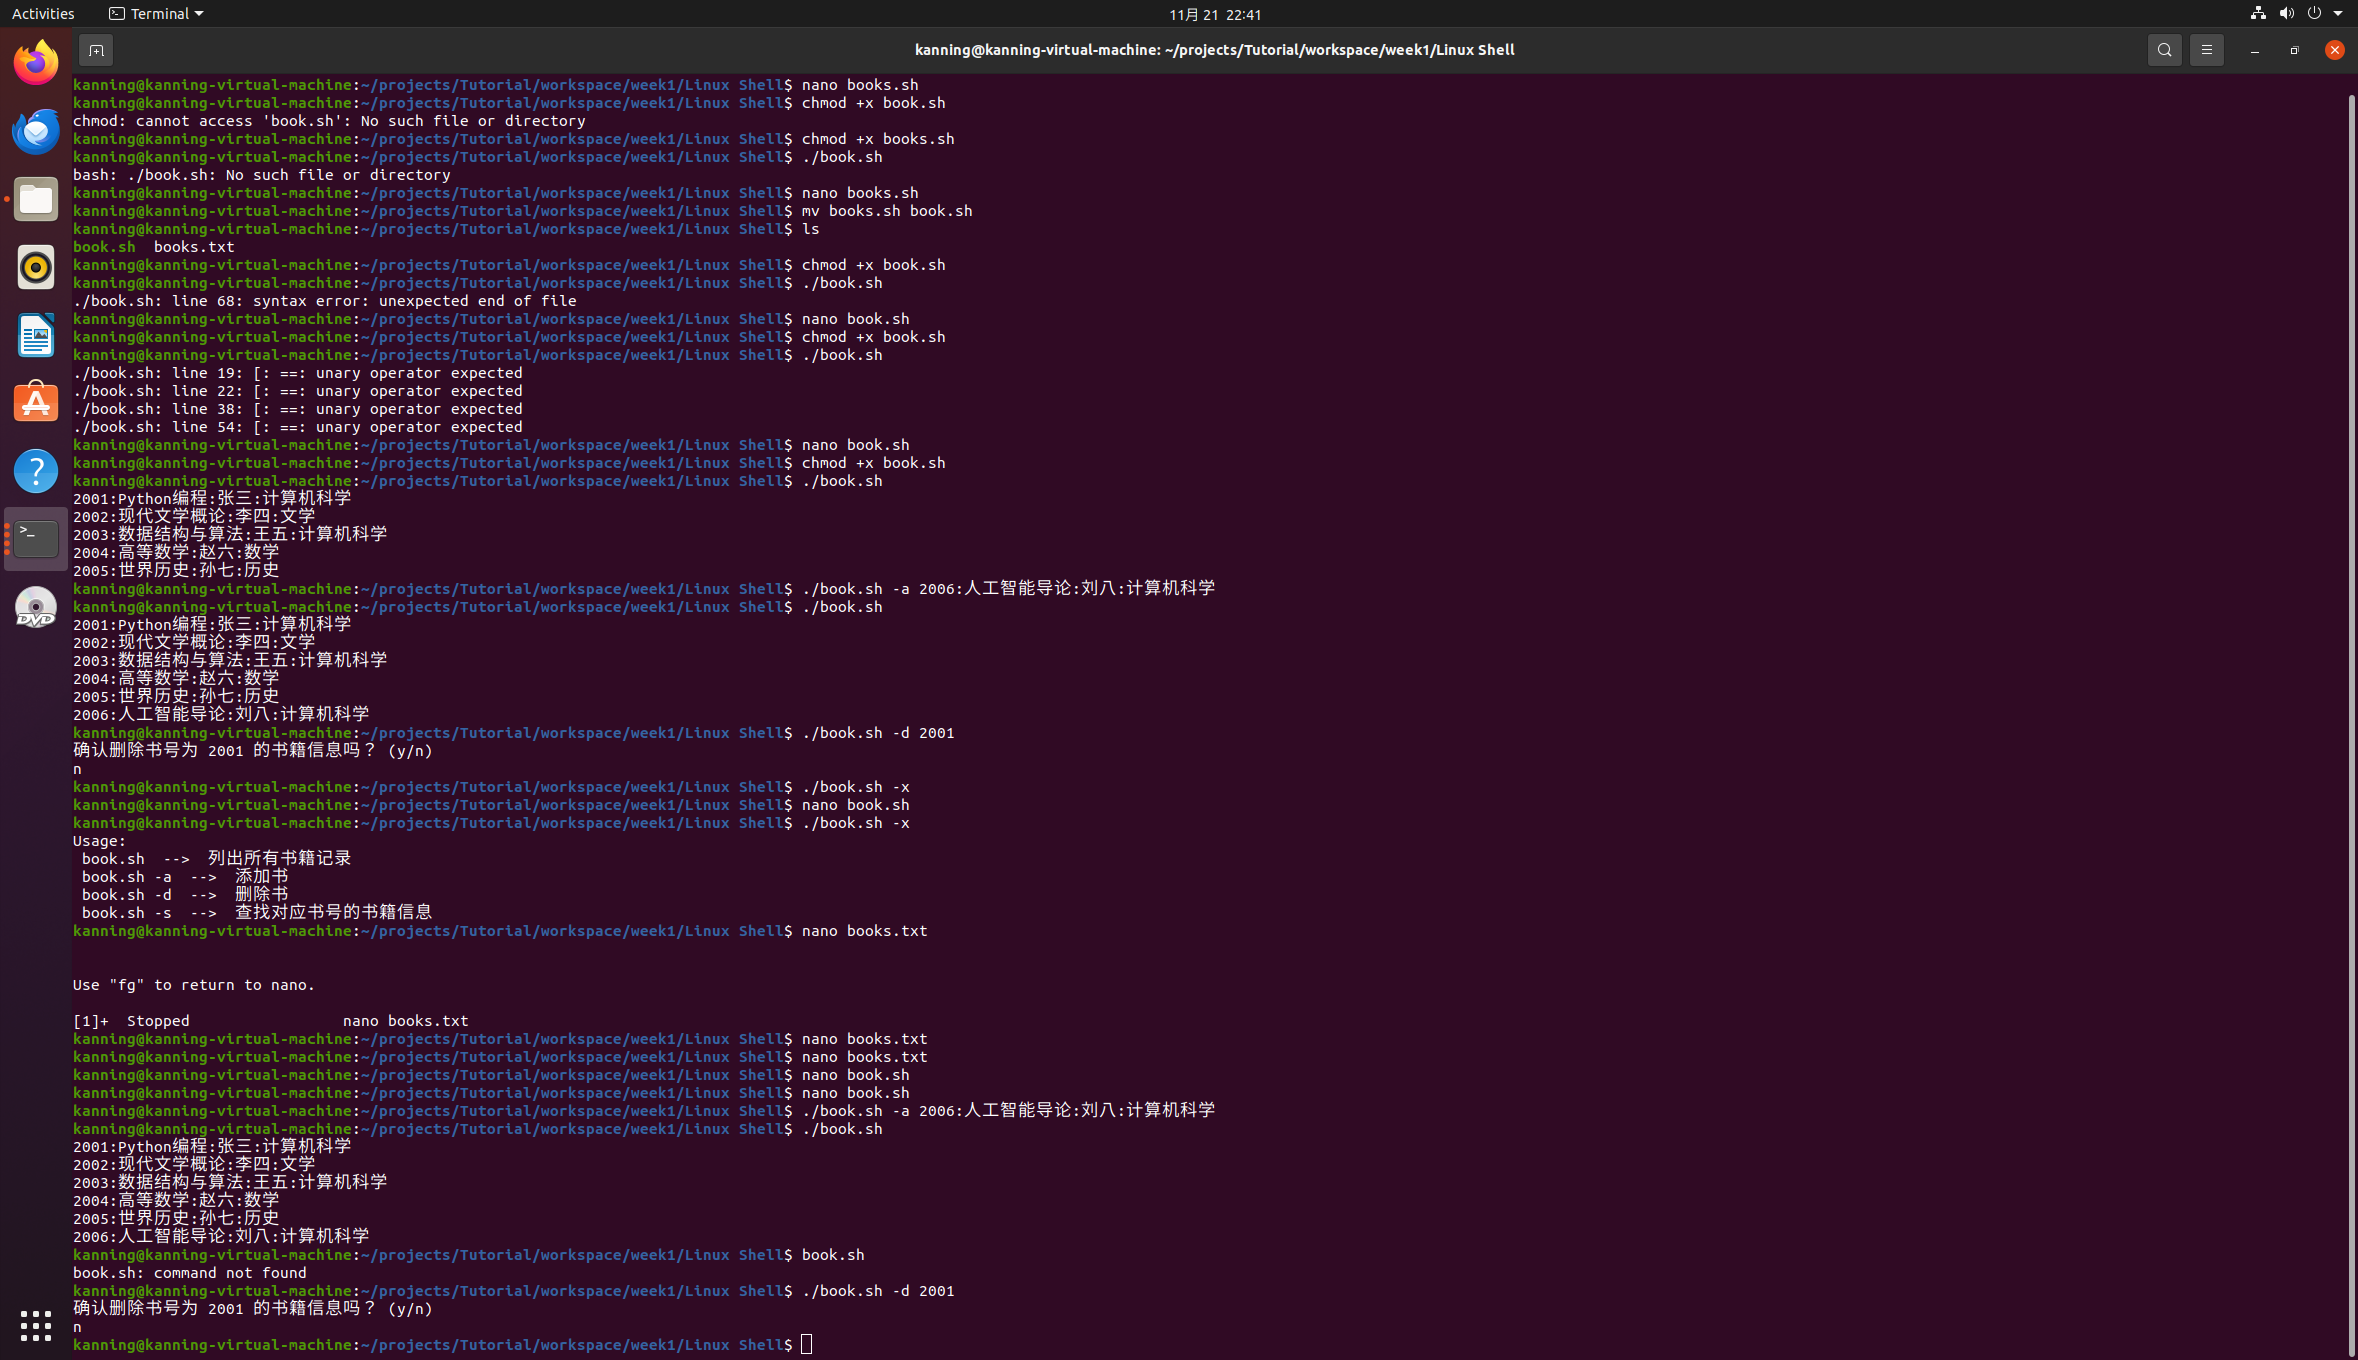 Activities
Terminal
11月 21 22:41
kanning@kanning-virtual-machine: ~/projects/Tutorial/workspace/week1/Linux Shell
kanning@kanning-virtual-machine:~/projects/Tutorial/workspace/week1/Linux Shell$ nano books.sh
kanning@kanning-virtual-machine:~/projects/Tutorial/workspace/week1/Linux Shell$ chmod +x book.sh
chmod: cannot access 'book.sh': No such file or directory
kanning@kanning-virtual-machine:~/projects/Tutorial/workspace/week1/Linux Shell$ chmod +x books.sh
kanning@kanning-virtual-machine:~/projects/Tutorial/workspace/week1/Linux Shell$ ./book.sh
bash: ./book.sh: No such file or directory
kanning@kanning-virtual-machine:~/projects/Tutorial/workspace/week1/Linux Shell$ nano books.sh
kanning@kanning-virtual-machine:~/projects/Tutorial/workspace/week1/Linux Shell$ mv books.sh book.sh
kanning@kanning-virtual-machine:~/projects/Tutorial/workspace/week1/Linux Shell$ ls
book.sh  books.txt
kanning@kanning-virtual-machine:~/projects/Tutorial/workspace/week1/Linux Shell$ chmod +x book.sh
kanning@kanning-virtual-machine:~/projects/Tutorial/workspace/week1/Linux Shell$ ./book.sh
./book.sh: line 68: syntax error: unexpected end of file
kanning@kanning-virtual-machine:~/projects/Tutorial/workspace/week1/Linux Shell$ nano book.sh
kanning@kanning-virtual-machine:~/projects/Tutorial/workspace/week1/Linux Shell$ chmod +x book.sh
kanning@kanning-virtual-machine:~/projects/Tutorial/workspace/week1/Linux Shell$ ./book.sh
./book.sh: line 19: [: ==: unary operator expected
./book.sh: line 22: [: ==: unary operator expected
./book.sh: line 38: [: ==: unary operator expected
./book.sh: line 54: [: ==: unary operator expected
kanning@kanning-virtual-machine:~/projects/Tutorial/workspace/week1/Linux Shell$ nano book.sh
kanning@kanning-virtual-machine:~/projects/Tutorial/workspace/week1/Linux Shell$ chmod +x book.sh
kanning@kanning-virtual-machine:~/projects/Tutorial/workspace/week1/Linux Shell$ ./book.sh
2001:Python编程:张三:计算机科学
2002:现代文学概论:李四:文学
2003:数据结构与算法:王五:计算机科学
2004:高等数学:赵六:数学
2005:世界历史:孙七:历史
kanning@kanning-virtual-machine:~/projects/Tutorial/workspace/week1/Linux Shell$ ./book.sh -a 2006:人工智能导论:刘八:计算机科学
kanning@kanning-virtual-machine:~/projects/Tutorial/workspace/week1/Linux Shell$ ./book.sh
2001:Python编程:张三:计算机科学
2002:现代文学概论:李四:文学
2003:数据结构与算法:王五:计算机科学
2004:高等数学:赵六:数学
2005:世界历史:孙七:历史
2006:人工智能导论:刘八:计算机科学
kanning@kanning-virtual-machine:~/projects/Tutorial/workspace/week1/Linux Shell$ ./book.sh -d 2001
确认删除书号为 2001 的书籍信息吗？ (y/n)
n
kanning@kanning-virtual-machine:~/projects/Tutorial/workspace/week1/Linux Shell$ ./book.sh -x
kanning@kanning-virtual-machine:~/projects/Tutorial/workspace/week1/Linux Shell$ nano book.sh
kanning@kanning-virtual-machine:~/projects/Tutorial/workspace/week1/Linux Shell$ ./book.sh -x
Usage:
book.sh  -->  列出所有书籍记录
book.sh -a  -->  添加书
book.sh -d  -->  删除书
book.sh -s  -->  查找对应书号的书籍信息
kanning@kanning-virtual-machine:~/projects/Tutorial/workspace/week1/Linux Shell$ nano books.txt
Use "fg" to return to nano.
[1]+  Stopped                 nano books.txt
kanning@kanning-virtual-machine:~/projects/Tutorial/workspace/week1/Linux Shell$ nano books.txt
kanning@kanning-virtual-machine:~/projects/Tutorial/workspace/week1/Linux Shell$ nano books.txt
kanning@kanning-virtual-machine:~/projects/Tutorial/workspace/week1/Linux Shell$ nano book.sh
kanning@kanning-virtual-machine:~/projects/Tutorial/workspace/week1/Linux Shell$ nano book.sh
kanning@kanning-virtual-machine:~/projects/Tutorial/workspace/week1/Linux Shell$ ./book.sh -a 2006:人工智能导论:刘八:计算机科学
kanning@kanning-virtual-machine:~/projects/Tutorial/workspace/week1/Linux Shell$ ./book.sh
2001:Python编程:张三:计算机科学
2002:现代文学概论:李四:文学
2003:数据结构与算法:王五:计算机科学
2004:高等数学:赵六:数学
2005:世界历史:孙七:历史
2006:人工智能导论:刘八:计算机科学
kanning@kanning-virtual-machine:~/projects/Tutorial/workspace/week1/Linux Shell$ book.sh
book.sh: command not found
kanning@kanning-virtual-machine:~/projects/Tutorial/workspace/week1/Linux Shell$ ./book.sh -d 2001
确认删除书号为 2001 的书籍信息吗？ (y/n)
n
kanning@kanning-virtual-machine:~/projects/Tutorial/workspace/week1/Linux Shell$
DVD